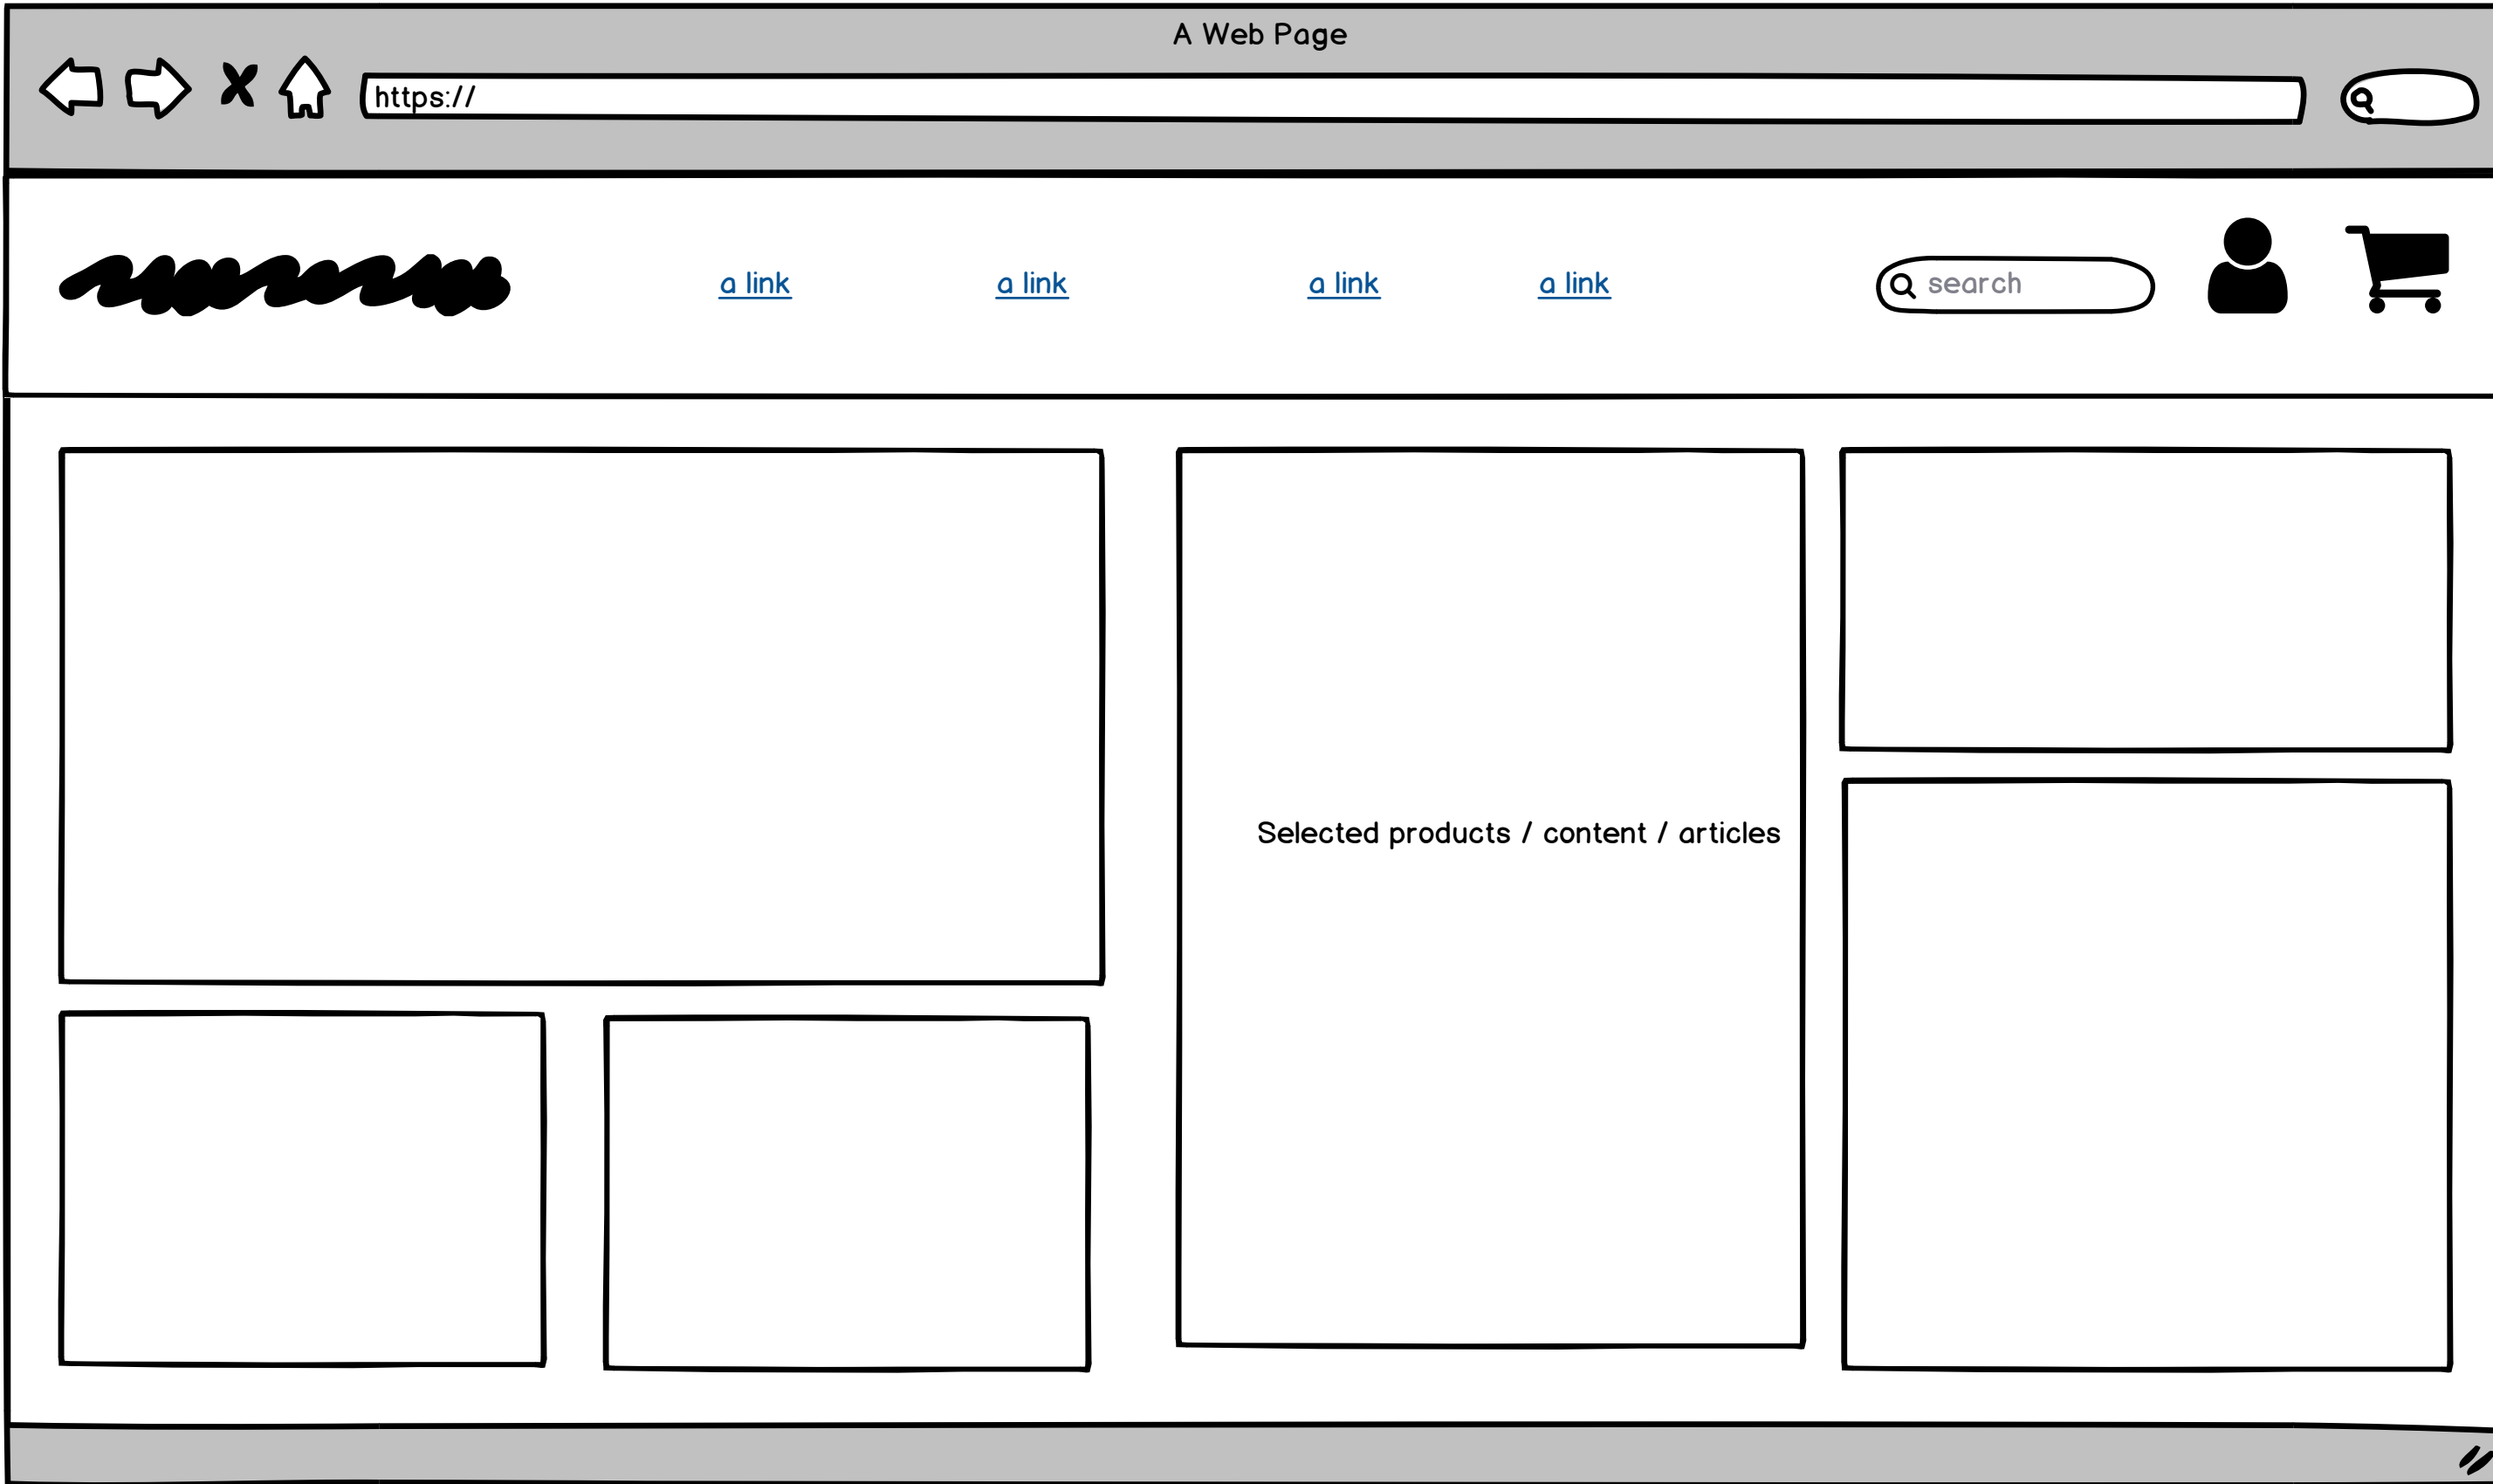 A Web Page
https://
a link
a link
a link
a link
search
Selected products / content / articles